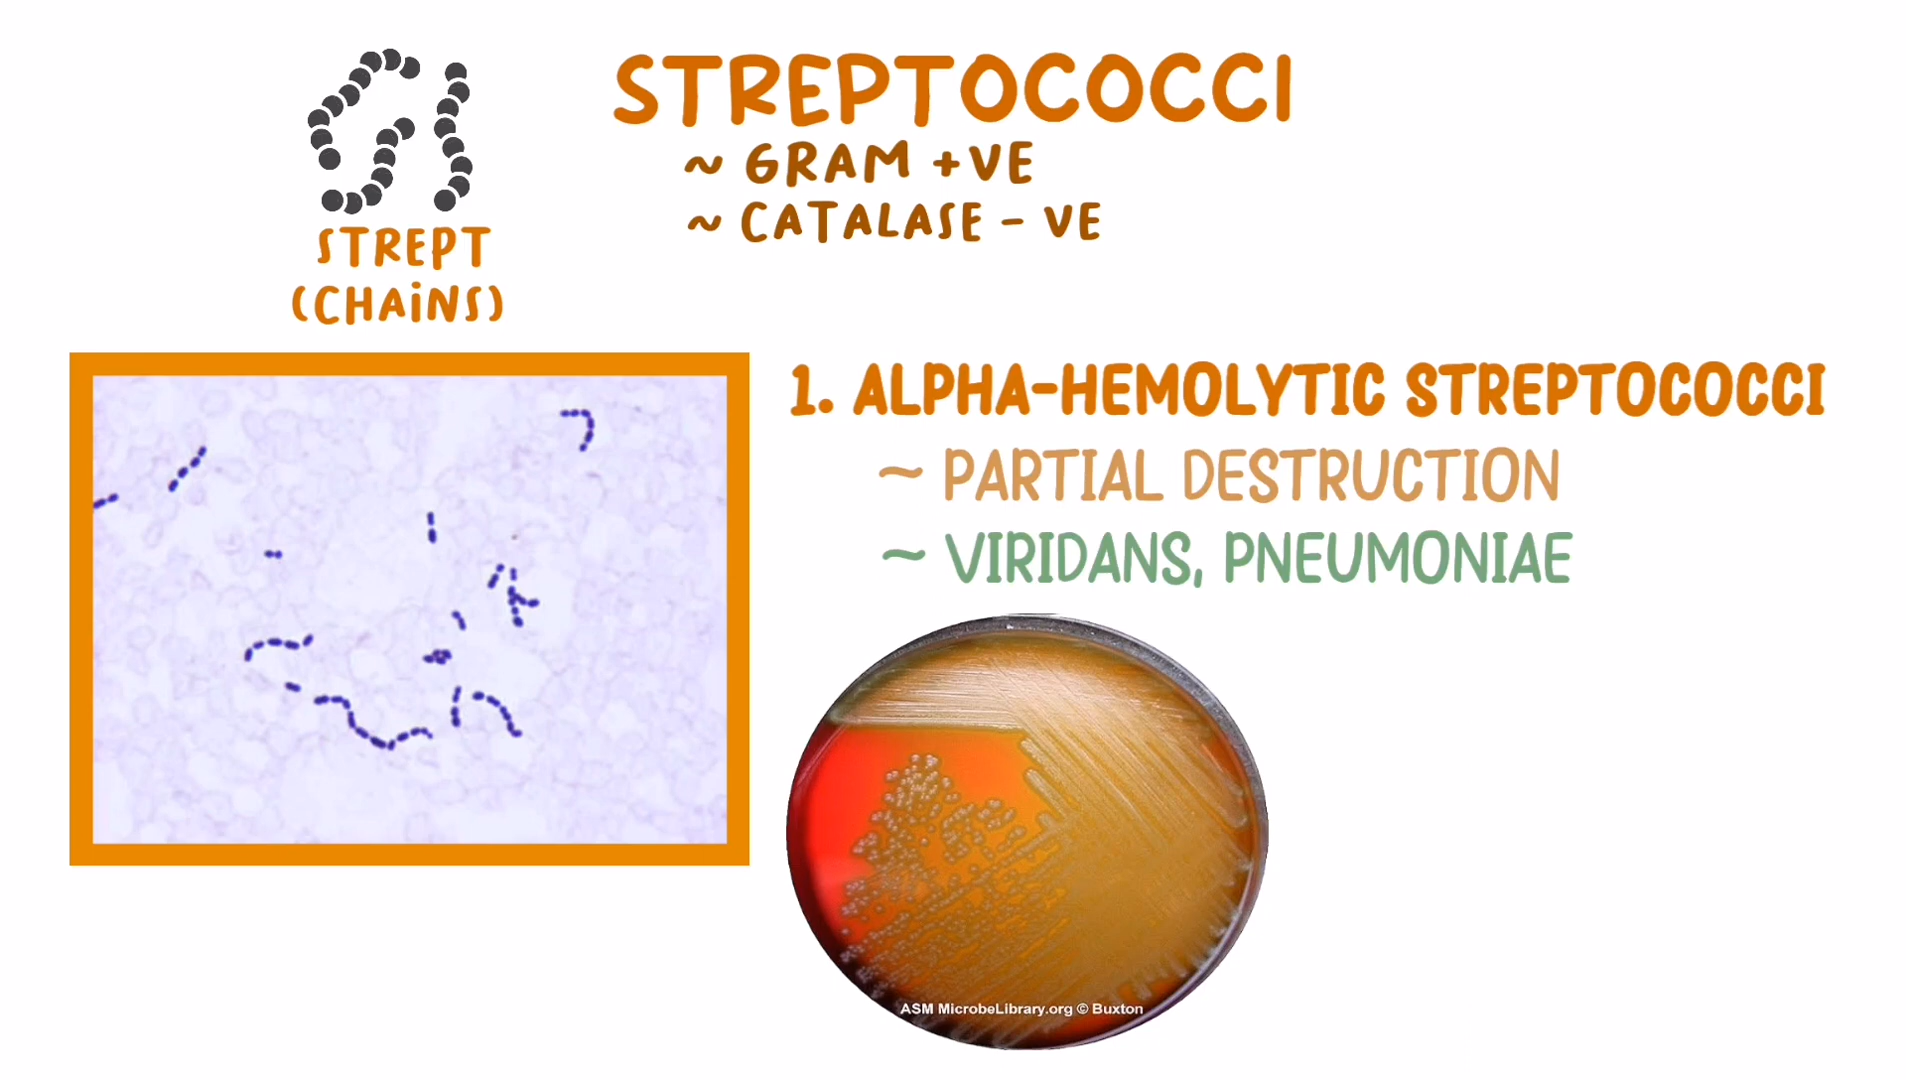 STREPTOCOCCI
~ GRAM +VE
~ CATALASE - VE
STREPT
(CHAiNS)
1. ALPHA-HEMOLYTIC STREPTOCOCCI
~ PARTIAL DESTRUCTION
~ VIRIDANS, PNEUMONIAE
ASM MicrobeLibrary.org © Buxton